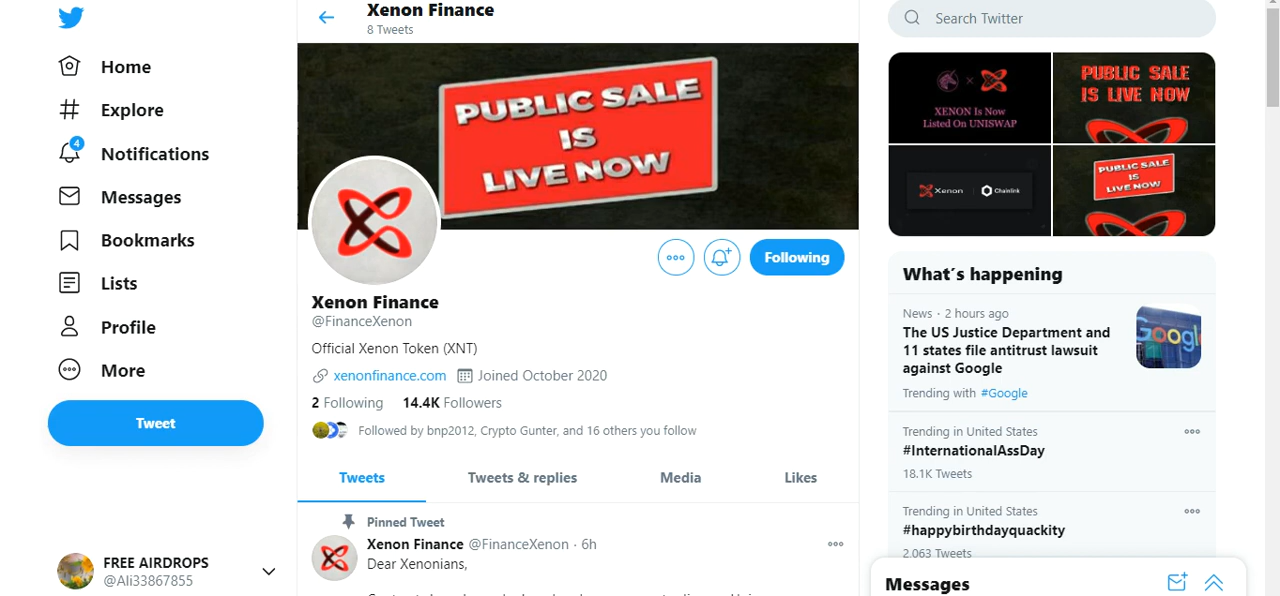 Home
Explore
4
Notifications
Messages
Bookmarks
Lists
Profile
More
Tweet
FREE AIRDROPS
@Ali33867855
Xenon Finance
8 Tweets
PUBLIC SALE
IS
LIVE NOW
Following
Xenon Finance
@FinanceXenon
Official Xenon Token (XNT)
xenonfinance.com Joined October 2020
2 Following 14.4K Followers
Followed by bnp2012, Crypto Gunter, and 16 others you follow
Tweets Tweets & replies Media Likes
Pinned Tweet
Xenon Finance @FinanceXenon · 6h
Dear Xenonians,
Search Twitter
XENON Is Now
Listed On UNISWAP
PUBLIC SALE
IS LIVE NOW
Xenon Chainlink
PUBLIC SALE
IS
LIVE NOW
What´s happening
News · 2 hours ago
The US Justice Department and
11 states file antitrust lawsuit
against Google
Trending with #Google
Googl
Trending in United States
#InternationalAssDay
18.1K Tweets
Trending in United States
#happybirthdayquackity
2,063 Tweets
Messages